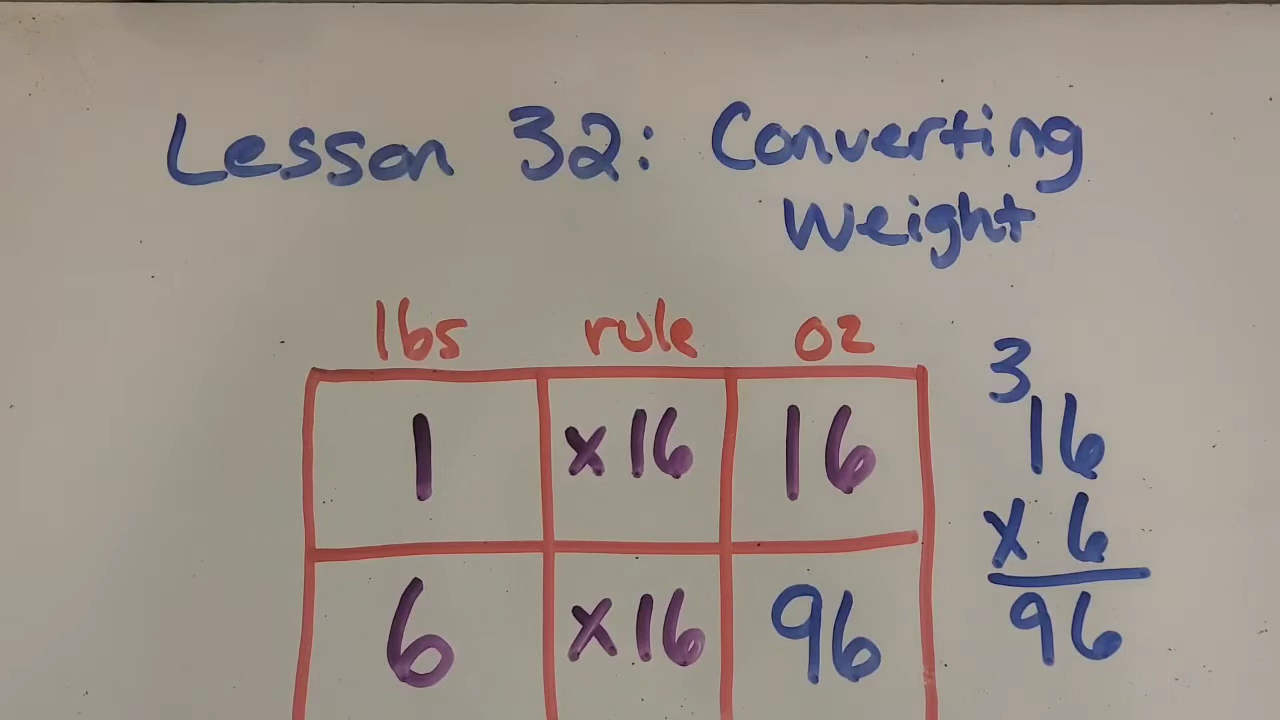 Lesson 32: Converting
Weight
lbs rule oz
1 x16 16
6 x16 96
3
16
x 6
96